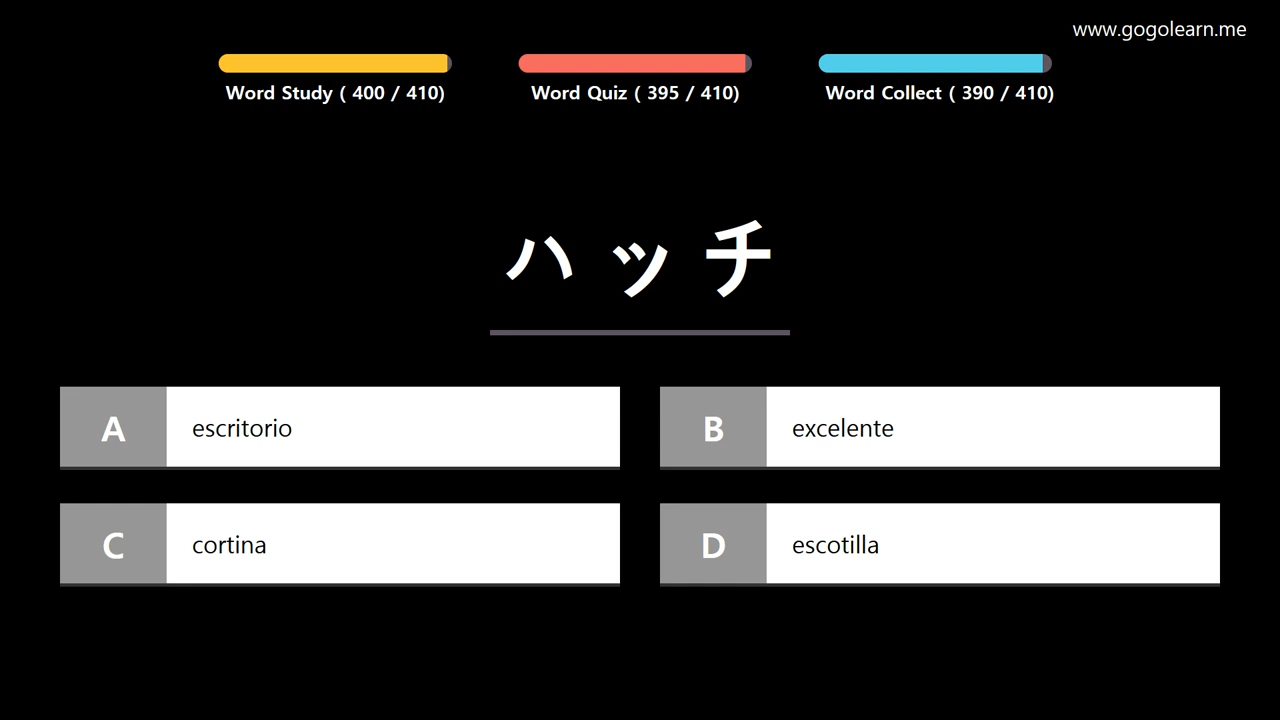 www.gogolearn.me
Word Study ( 400 / 410)
Word Quiz ( 395 / 410)
Word Collect ( 390 / 410)
ハッチ
A escritorio
B excelente
C cortina
D escotilla